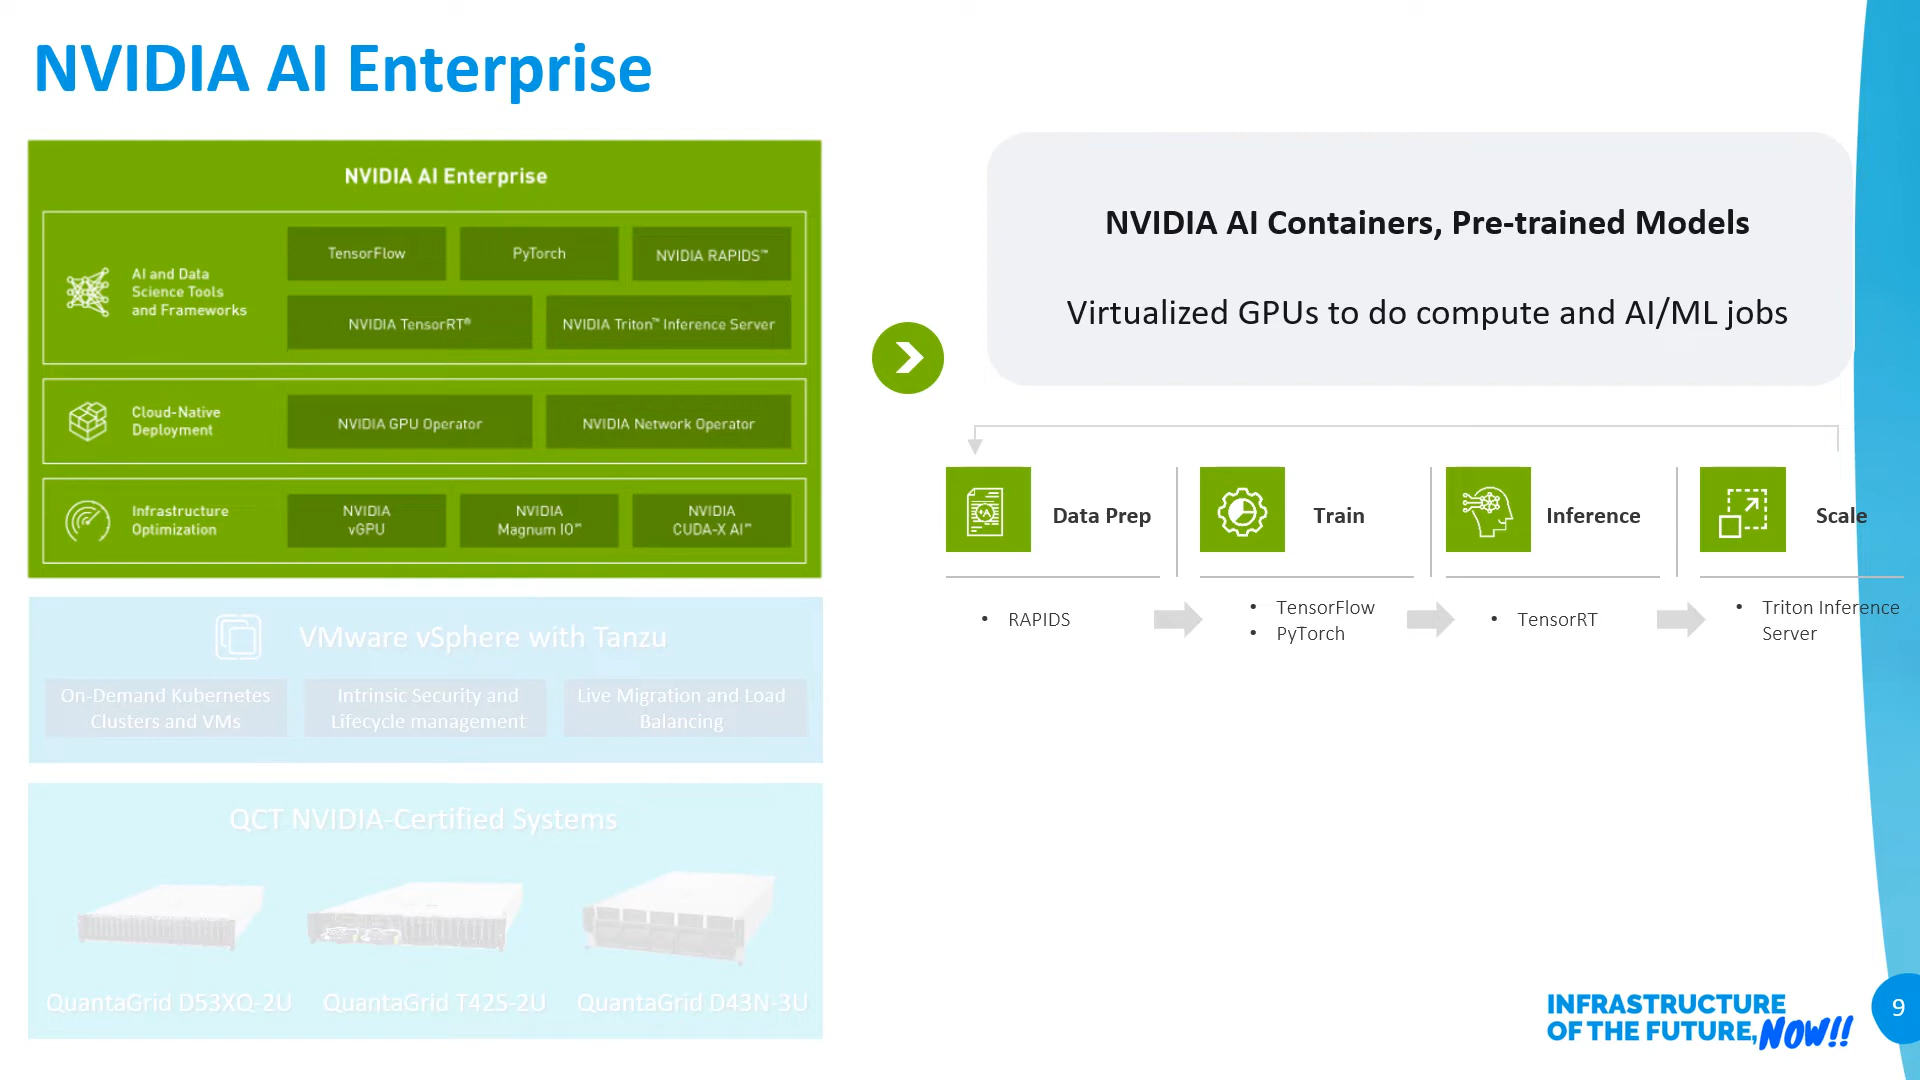 NVIDIA AI Enterprise
NVIDIA AI Enterprise
AI and Data
Science Tools
and Frameworks
TensorFlow
PyTorch
NVIDIA RAPIDS™
NVIDIA TensorRT®
NVIDIA Triton™ Inference Server
Cloud-Native
Deployment
NVIDIA GPU Operator
NVIDIA Network Operator
Infrastructure
Optimization
NVIDIA
vGPU
NVIDIA
Magnum IO™
NVIDIA
CUDA-X AI™
VMware vSphere with Tanzu
On-Demand Kubernetes
Clusters and VMs
Intrinsic Security and
Lifecycle management
Live Migration and Load
Balancing
QCT NVIDIA-Certified Systems
QuantaGrid D53XQ-2U
QuantaGrid T42S-2U
QuantaGrid D43N-3U
NVIDIA AI Containers, Pre-trained Models
Virtualized GPUs to do compute and AI/ML jobs
Data Prep
Train
Inference
Scale
• RAPIDS
• TensorFlow
• PyTorch
• TensorRT
• Triton Inference
Server
INFRASTRUCTURE
OF THE FUTURE, NOW!!
9